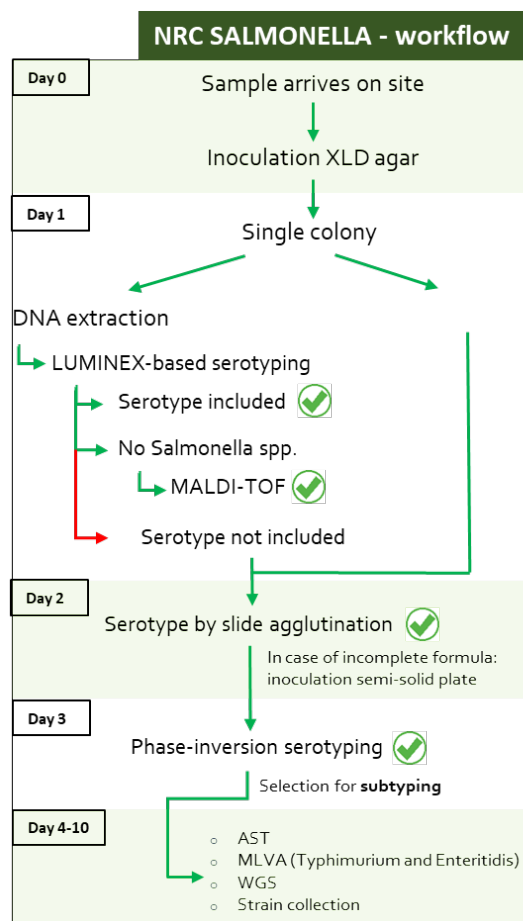 NRC SALMONELLA - workflow
Day 0
Sample arrives on site
Inoculation XLD agar
Day 1
Single colony
DNA extraction
LUMINEX-based serotyping
Serotype included
No Salmonella spp.
MALDI-TOF
Serotype not included
Day 2
Serotype by slide agglutination
In case of incomplete formula:
inoculation semi-solid plate
Day 3
Phase-inversion serotyping
Selection for subtyping
Day 4-10
○ AST
○ MLVA (Typhimurium and Enteritidis)
○ WGS
○ Strain collection